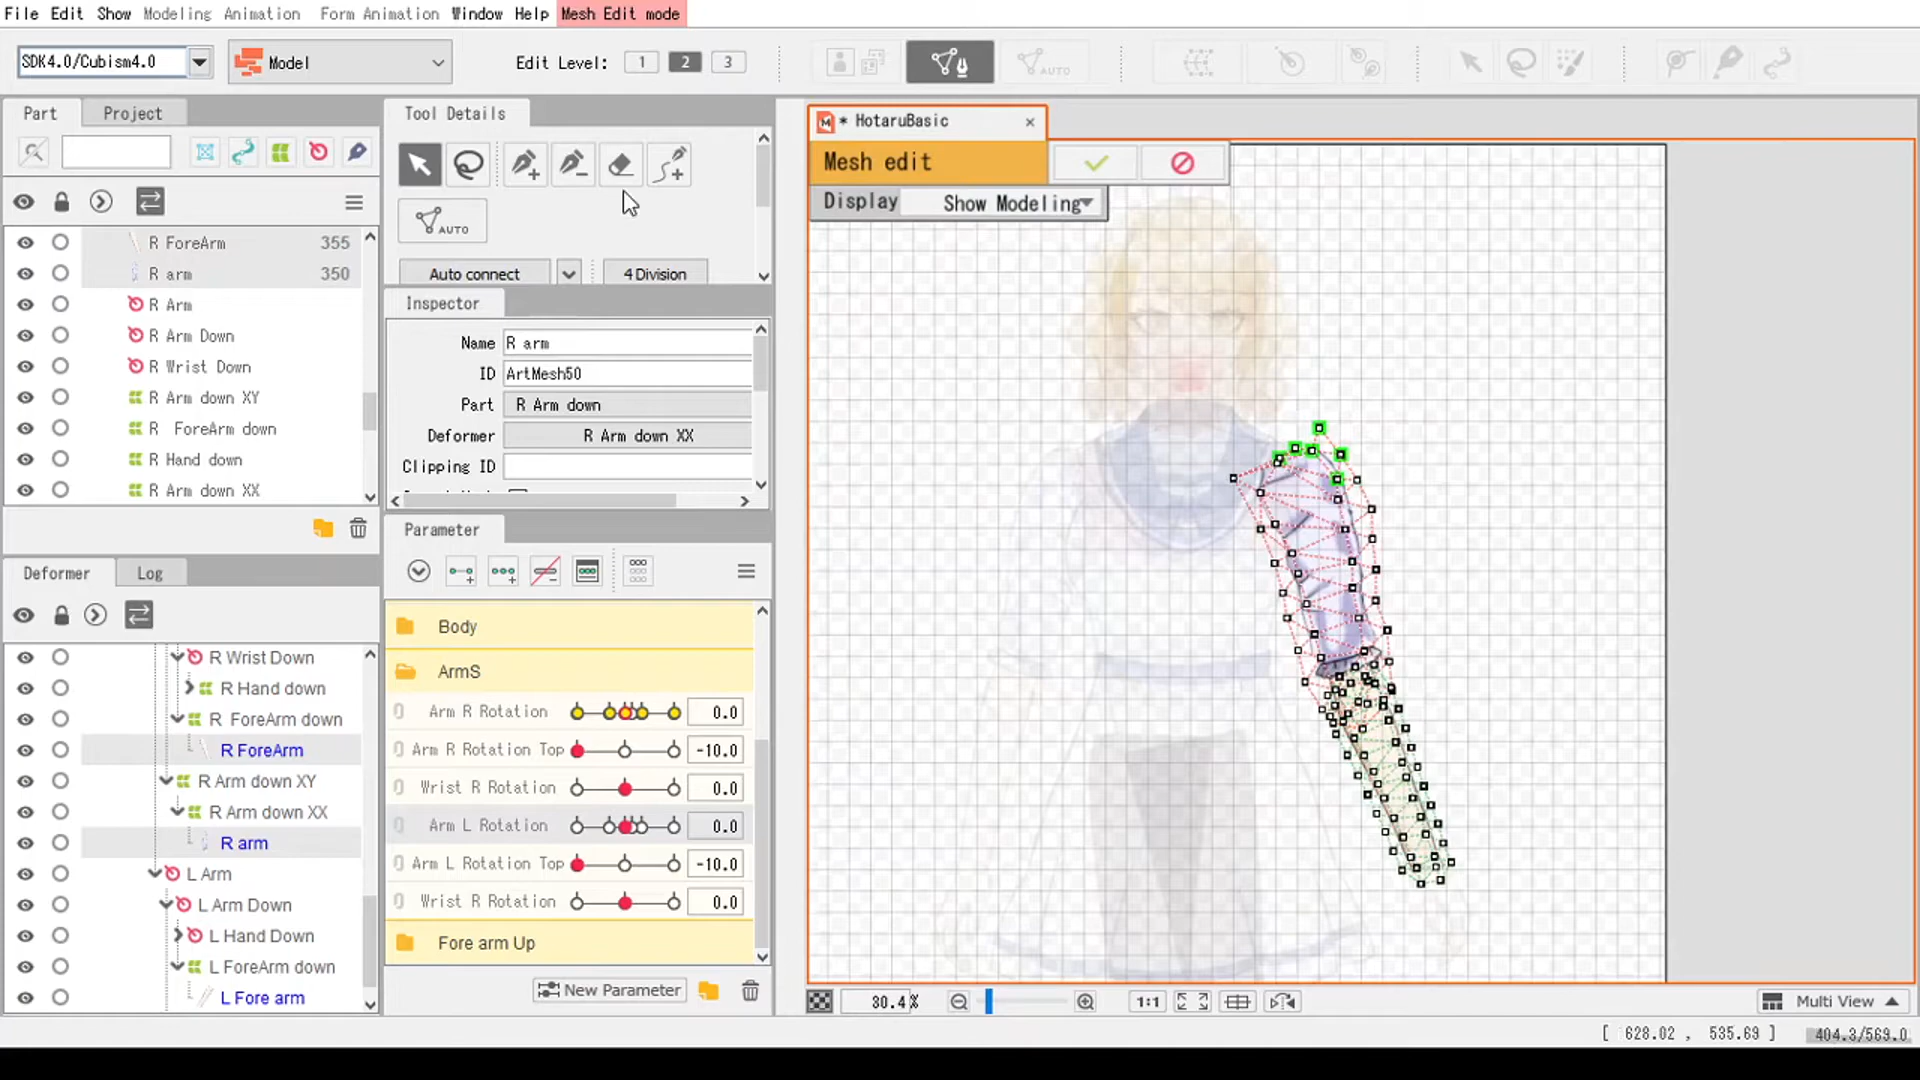 File Edit Show Modeling Animation Form Animation Window Help Mesh Edit mode
SDK4.0/Cubism4.0 Model Edit Level: 1 2 3 AUTO
Part Project
R ForeArm 355
R arm 350
R Arm
R Arm Down
R Wrist Down
R Arm down XY
R ForeArm down
R Hand down
R Arm down XX
Deformer Log
R Wrist Down
R Hand down
R ForeArm down
R ForeArm
R Arm down XY
R Arm down XX
R arm
L Arm
L Arm Down
L Hand Down
L ForeArm down
L Fore arm
Tool Details
AUTO
Auto connect 4 Division
Inspector
Name R arm
ID ArtMesh50
Part R Arm down
Deformer R Arm down XX
Clipping ID
Parameter
Body
ArmS
Arm R Rotation 0.0
Arm R Rotation Top -10.0
Wrist R Rotation 0.0
Arm L Rotation 0.0
Arm L Rotation Top -10.0
Wrist R Rotation 0.0
Fore arm Up
New Parameter
* HotaruBasic
Mesh edit
Display Show Modeling
30.4% 1:1 Multi View
[ 628.02 , 535.69 ] 404.3/569.0